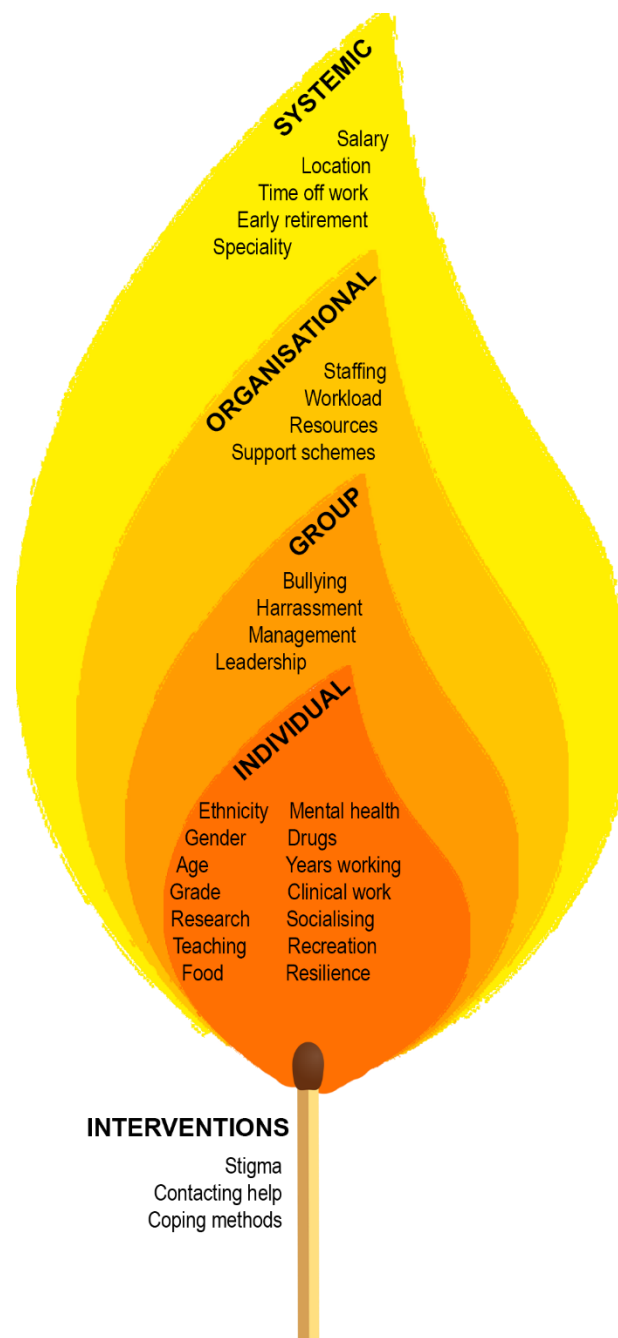 SYSTEMIC
Salary
Location
Time off work
Early retirement
Speciality
ORGANISATIONAL
Staffing
Workload
Resources
Support schemes
GROUP
Bullying
Harrassment
Management
Leadership
INDIVIDUAL
Ethnicity Mental health
Gender Drugs
Age Years working
Grade Clinical work
Research Socialising
Teaching Recreation
Food Resilience
INTERVENTIONS
Stigma
Contacting help
Coping methods